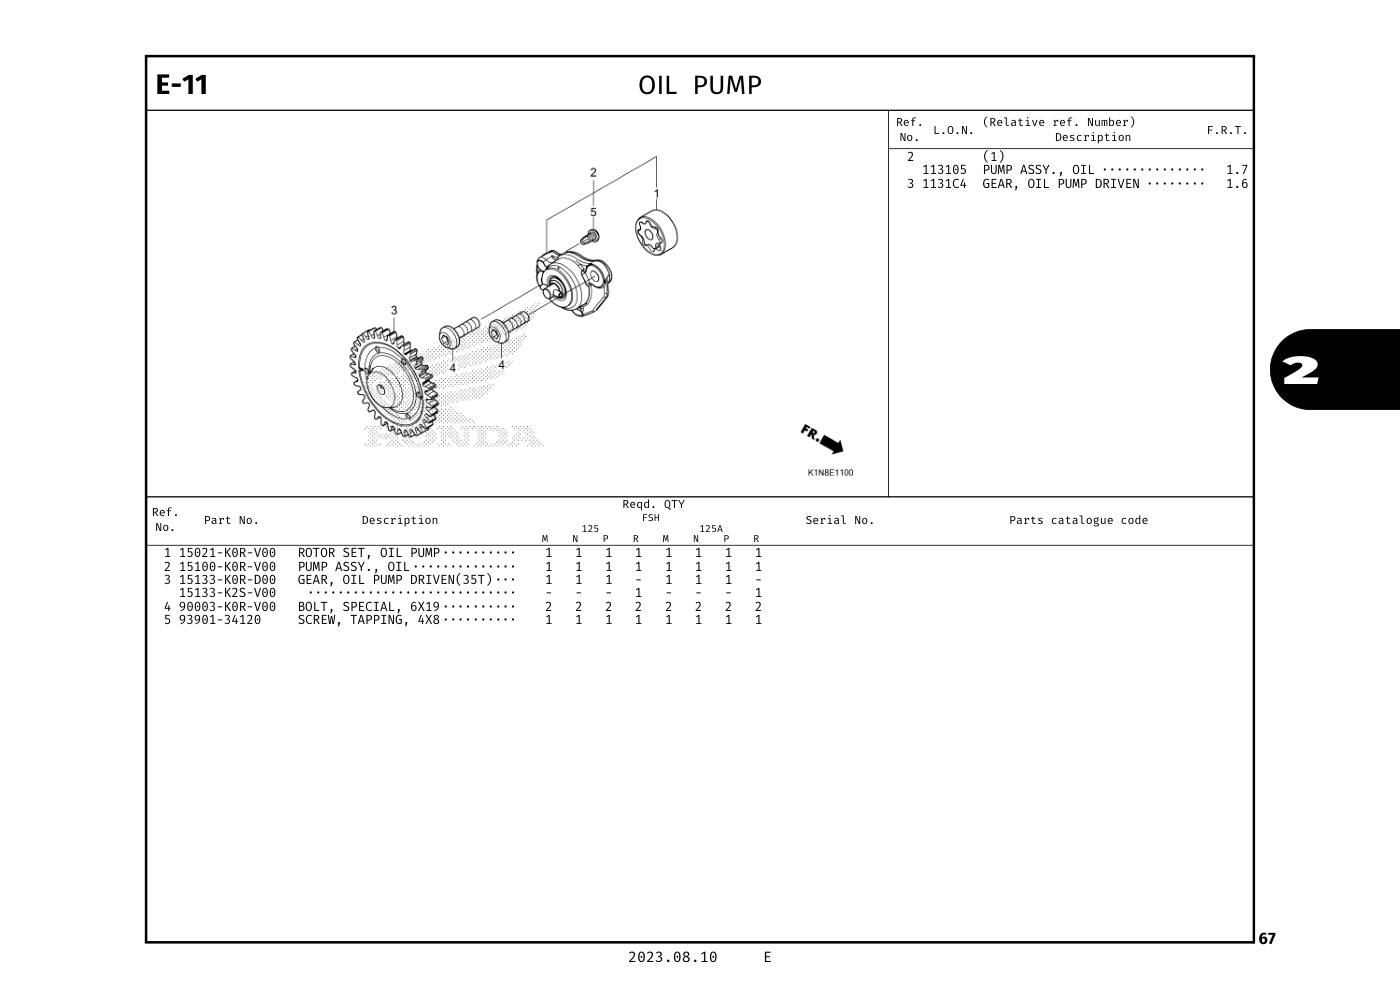 E-11
OIL PUMP
2
1
5
3
4
4
HONDA
FR.
K1N8E1100
Ref. No. L.O.N. (Relative ref. Number) Description F.R.T.
2 (1)
113105 PUMP ASSY., OIL ·············· 1.7
3 1131C4 GEAR, OIL PUMP DRIVEN ········ 1.6
2
Reqd. QTY
FSH
Ref. No. Part No. Description 125 125A Serial No. Parts catalogue code
M N P R M N P R
1 15021-K0R-V00 ROTOR SET, OIL PUMP·········· 1 1 1 1 1 1 1 1
2 15100-K0R-V00 PUMP ASSY., OIL·············· 1 1 1 1 1 1 1 1
3 15133-K0R-D00 GEAR, OIL PUMP DRIVEN(35T)··· 1 1 1 - 1 1 1 -
15133-K2S-V00 ···························· - - - 1 - - - 1
4 90003-K0R-V00 BOLT, SPECIAL, 6X19·········· 2 2 2 2 2 2 2 2
5 93901-34120 SCREW, TAPPING, 4X8·········· 1 1 1 1 1 1 1 1
67
2023.08.10 E